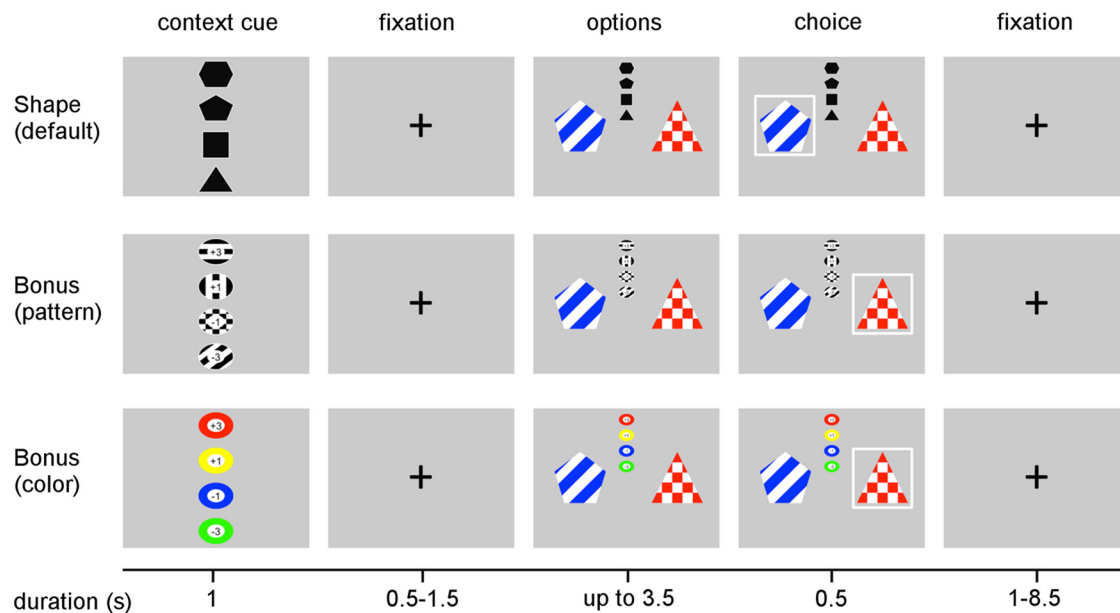 context cue fixation options choice fixation
Shape
(default)
Bonus
(pattern)
+3
+1
-1
-3
Bonus
(color)
+3
+1
-1
-3
duration (s) 1 0.5-1.5 up to 3.5 0.5 1-8.5